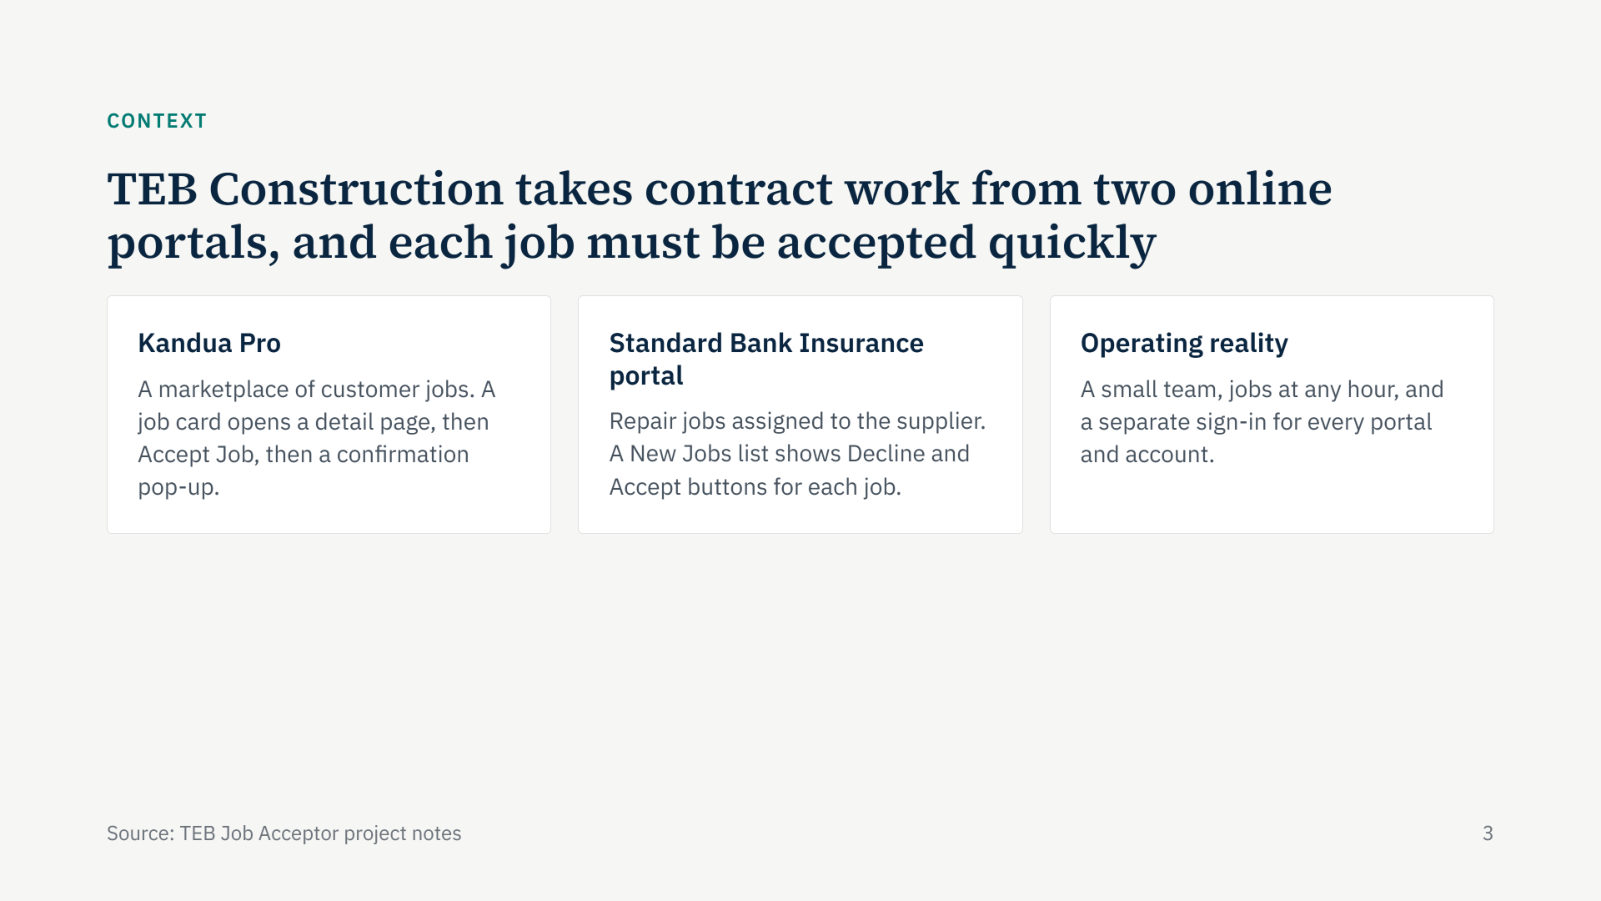 CONTEXT
TEB Construction takes contract work from two online
portals, and each job must be accepted quickly
Kandua Pro
A marketplace of customer jobs. A
job card opens a detail page, then
Accept Job, then a confirmation
pop-up.
Standard Bank Insurance
portal
Repair jobs assigned to the supplier.
A New Jobs list shows Decline and
Accept buttons for each job.
Operating reality
A small team, jobs at any hour, and
a separate sign-in for every portal
and account.
Source: TEB Job Acceptor project notes
3